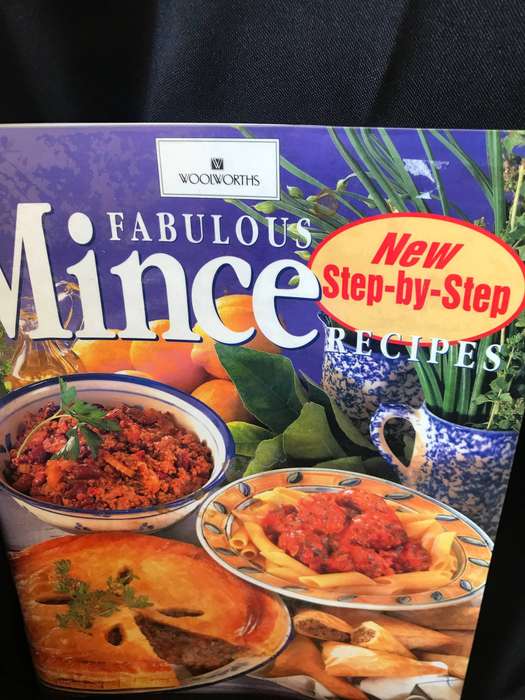 WOOLWORTHS
FABULOUS
Mince
New
Step-by-Step
RECIPES